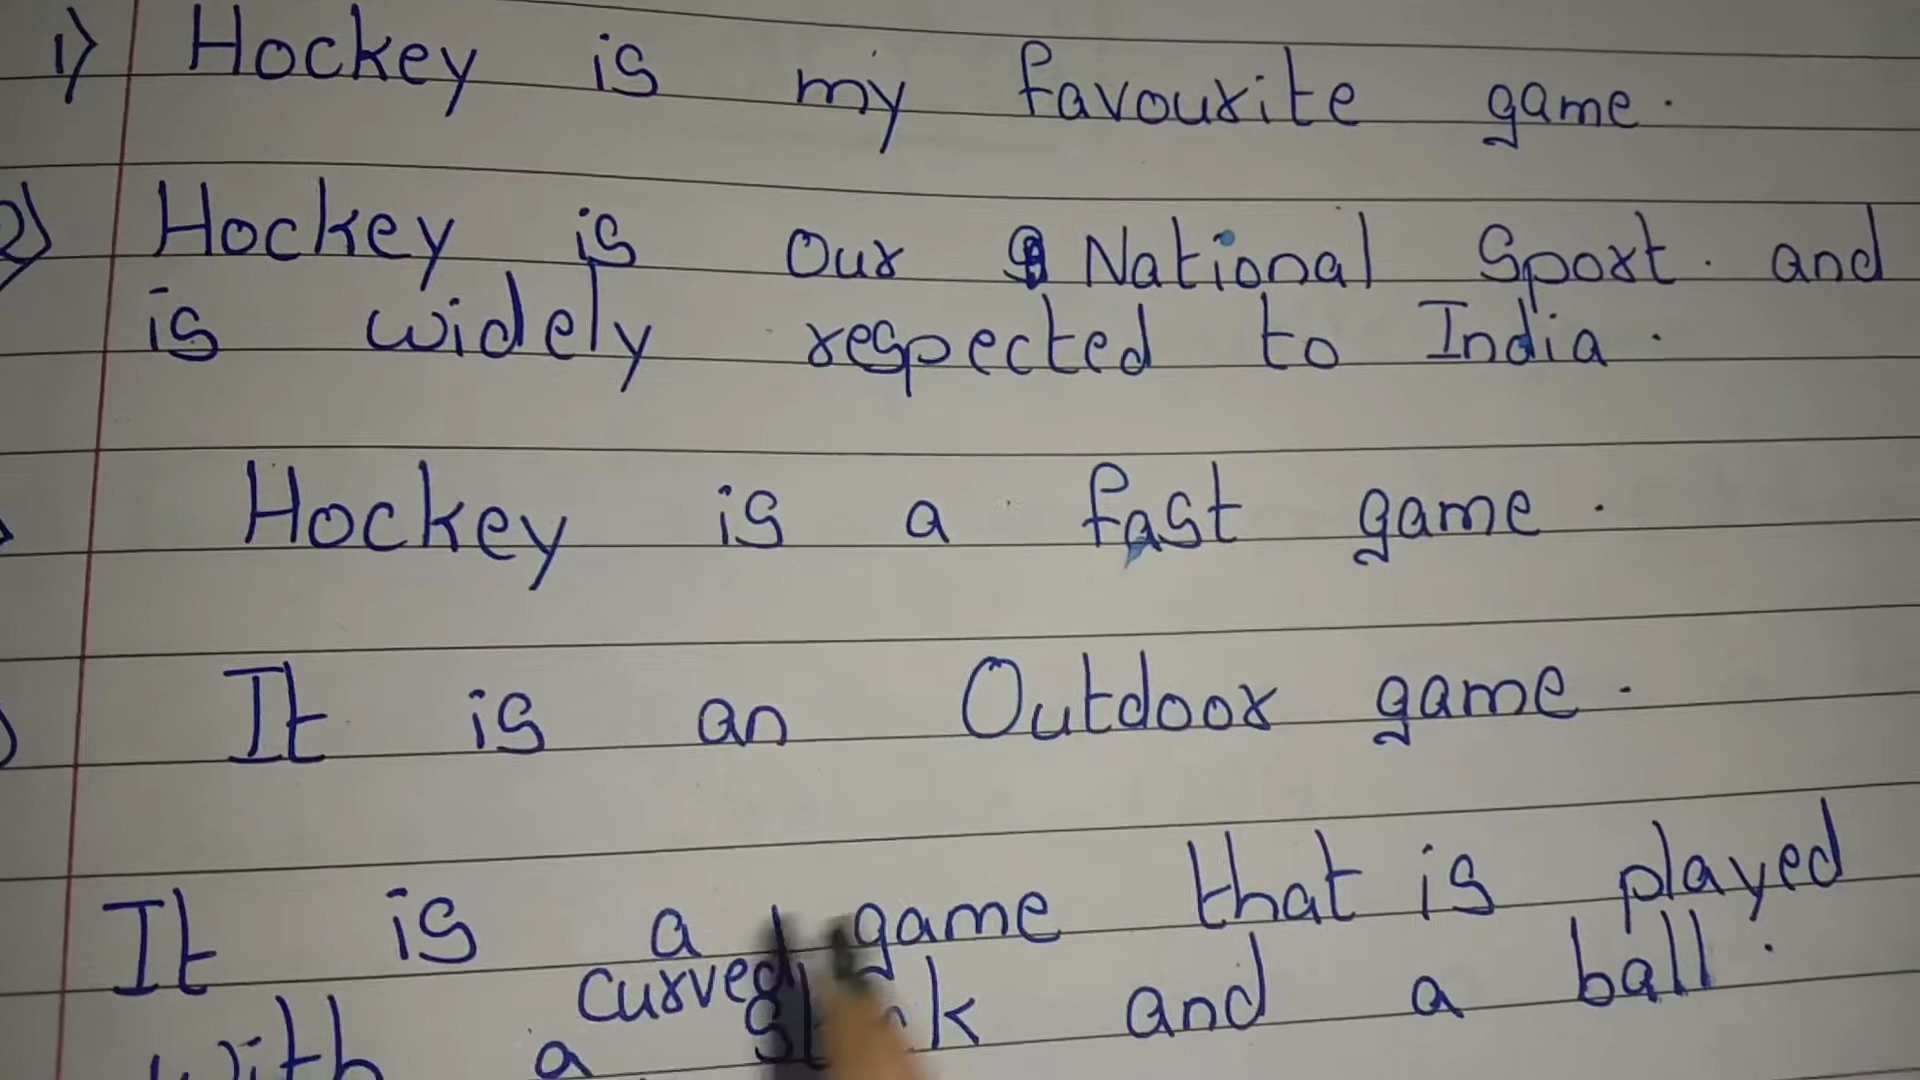 1) Hockey is my favourite game.
2) Hockey is Our National Sport. and
is widely respected to India.
Hockey is a fast game.
It is an Outdoor game.
It is a game that is played
curved
with a and a ball.